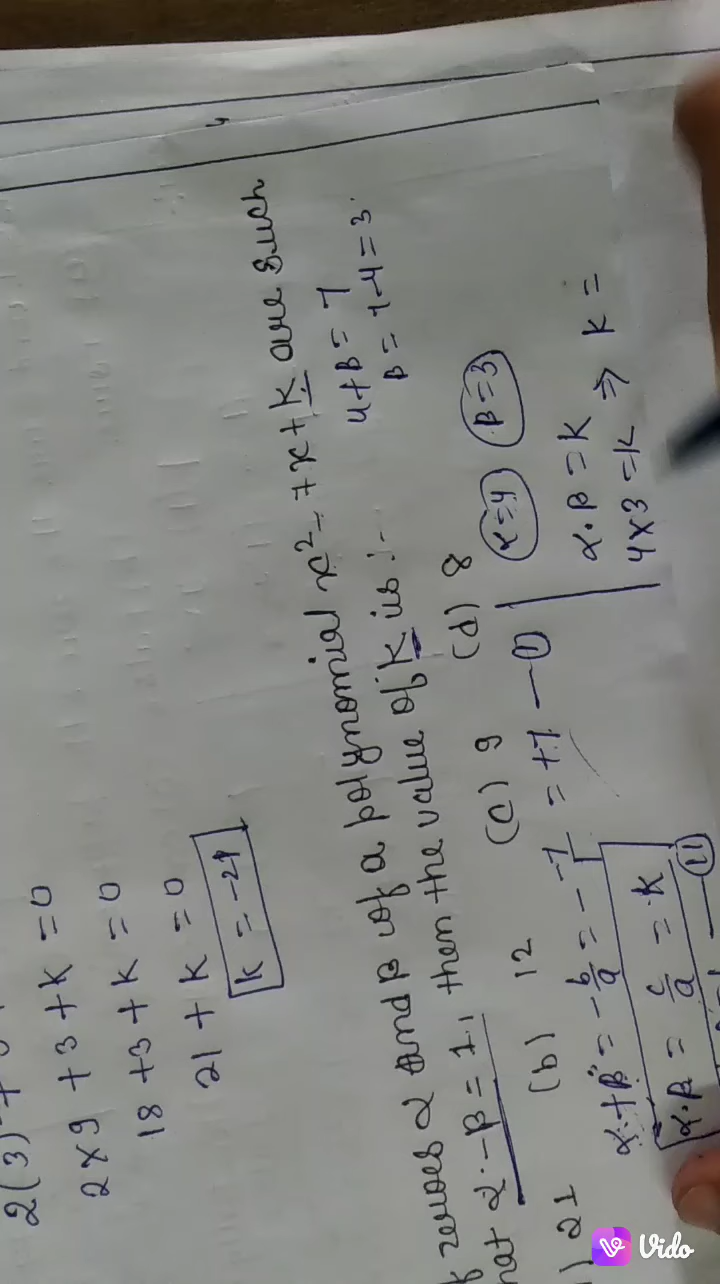 2(3)
2×9 +3+k =0
18 +3+k =0
21 + k =0
k = -21
zeroes α and β of a polynomial x²-7x+k are such
that α-β=1, then the value of k is :-
21 (b) 12 (c) 9 (d) 8
4+β=7
β=7-4=3
α+β = -b/a = - -7/1 = +7 — (i)
α.β = c/a = k
(ii)
α=4 β=3
α.β=k
4×3=k ⇒ k=
Vido